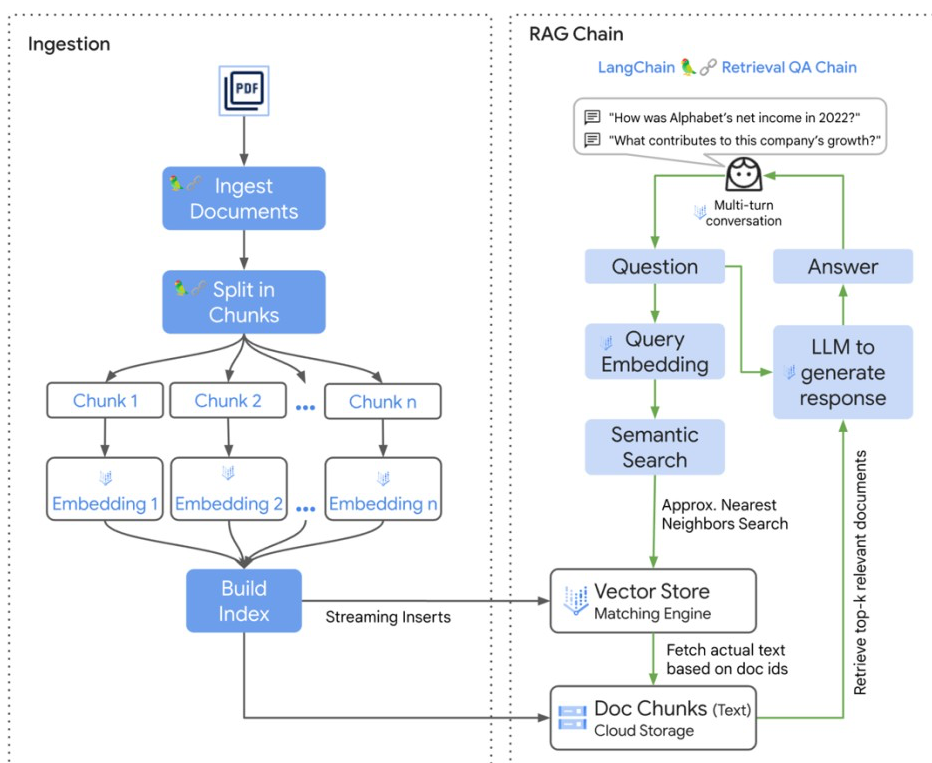 Ingestion
PDF
Ingest
Documents
Split in
Chunks
Chunk 1
Chunk 2
...
Chunk n
Embedding 1
Embedding 2
...
Embedding n
Build
Index
Streaming Inserts
RAG Chain
LangChain 🦜🔗 Retrieval QA Chain
"How was Alphabet's net income in 2022?"
"What contributes to this company's growth?"
Multi-turn
conversation
Question
Answer
Query
Embedding
LLM to
generate
response
Semantic
Search
Approx. Nearest
Neighbors Search
Vector Store
Matching Engine
Fetch actual text
based on doc ids
Doc Chunks (Text)
Cloud Storage
Retrieve top-k relevant documents